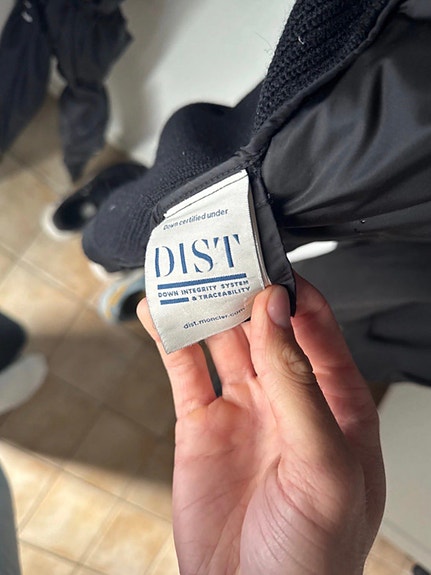 Down certified under
DIST
DOWN INTEGRITY SYSTEM
& TRACEABILITY
dist.moncler.com